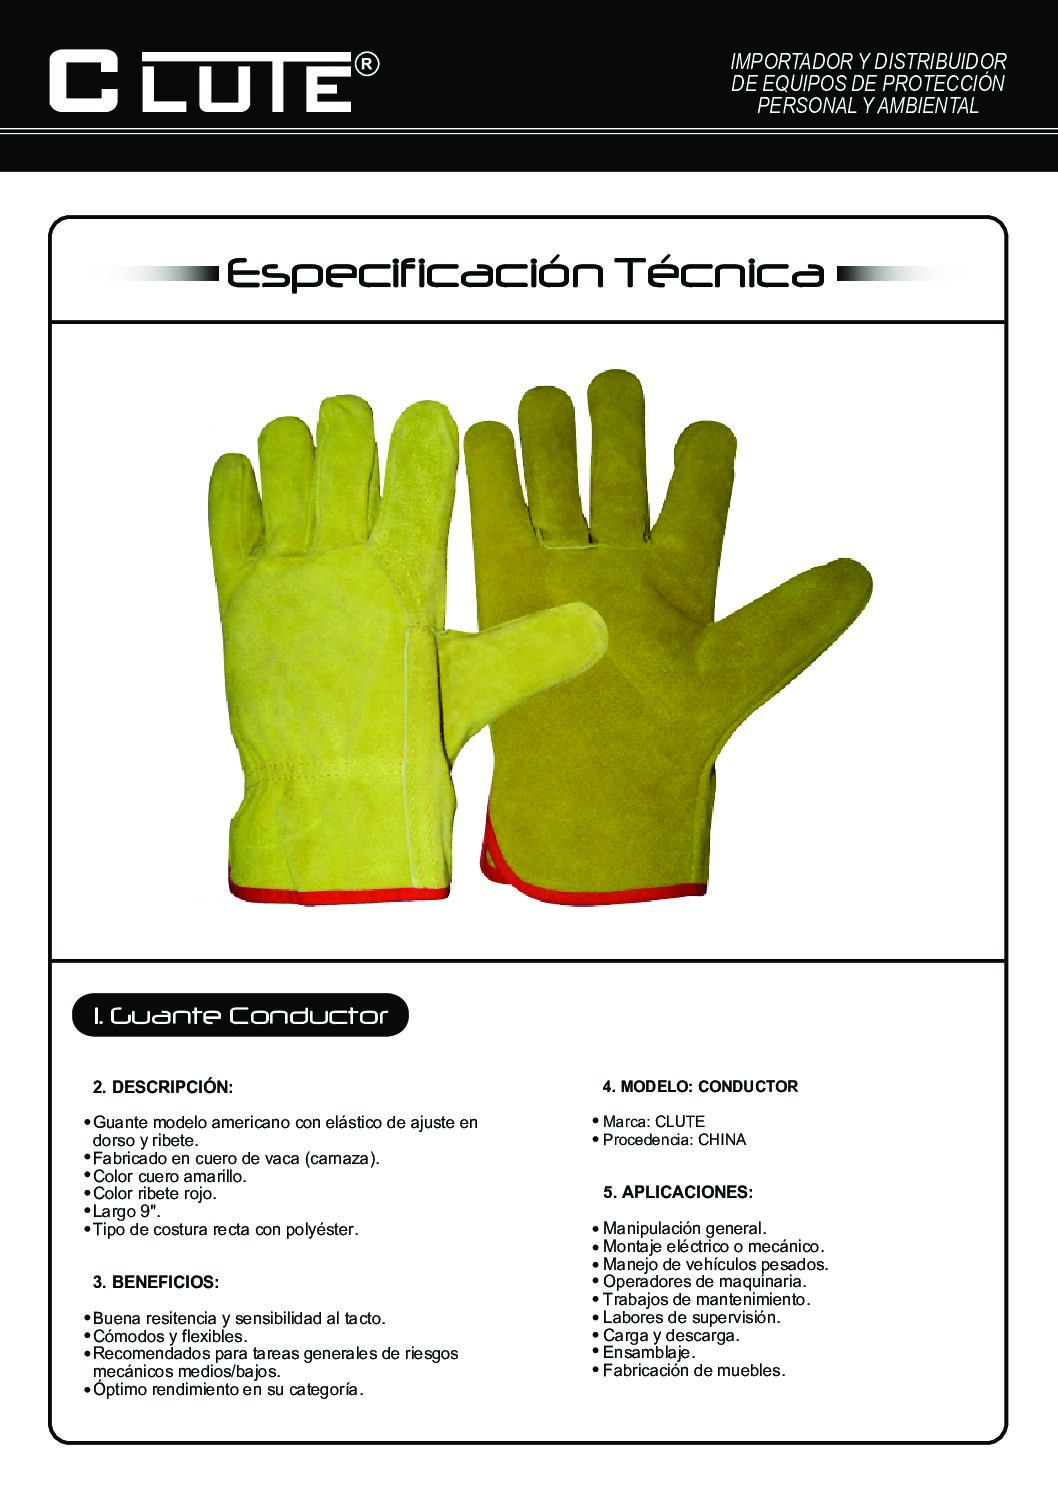 CLUTE®
IMPORTADOR Y DISTRIBUIDOR
DE EQUIPOS DE PROTECCIÓN
PERSONAL Y AMBIENTAL
Especificación Técnica
1. Guante Conductor
2. DESCRIPCIÓN:
•Guante modelo americano con elástico de ajuste en
dorso y ribete.
•Fabricado en cuero de vaca (carnaza).
•Color cuero amarillo.
•Color ribete rojo.
•Largo 9".
•Tipo de costura recta con polyéster.
3. BENEFICIOS:
•Buena resitencia y sensibilidad al tacto.
•Cómodos y flexibles.
•Recomendados para tareas generales de riesgos
mecánicos medios/bajos.
•Óptimo rendimiento en su categoría.
4. MODELO: CONDUCTOR
•Marca: CLUTE
•Procedencia: CHINA
5. APLICACIONES:
•Manipulación general.
•Montaje eléctrico o mecánico.
•Manejo de vehículos pesados.
•Operadores de maquinaria.
•Trabajos de mantenimiento.
•Labores de supervisión.
•Carga y descarga.
•Ensamblaje.
•Fabricación de muebles.